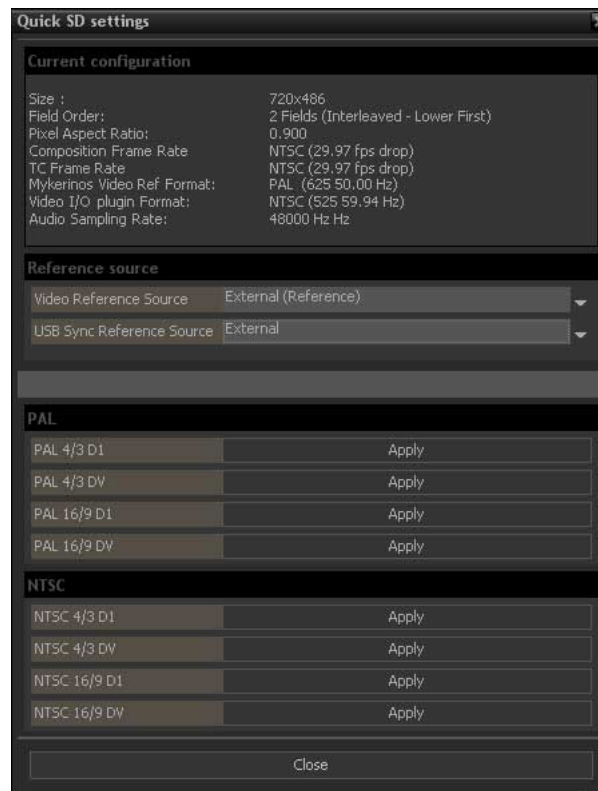 Quick SD settings
Current configuration
Size : 720x486
Field Order: 2 Fields (Interleaved - Lower First)
Pixel Aspect Ratio: 0.900
Composition Frame Rate NTSC (29.97 fps drop)
TC Frame Rate NTSC (29.97 fps drop)
Mykerinos Video Ref Format: PAL (625 50.00 Hz)
Video I/O plugin Format: NTSC (525 59.94 Hz)
Audio Sampling Rate: 48000 Hz Hz
Reference source
Video Reference Source External (Reference)
USB Sync Reference Source External
PAL
PAL 4/3 D1 Apply
PAL 4/3 DV Apply
PAL 16/9 D1 Apply
PAL 16/9 DV Apply
NTSC
NTSC 4/3 D1 Apply
NTSC 4/3 DV Apply
NTSC 16/9 D1 Apply
NTSC 16/9 DV Apply
Close